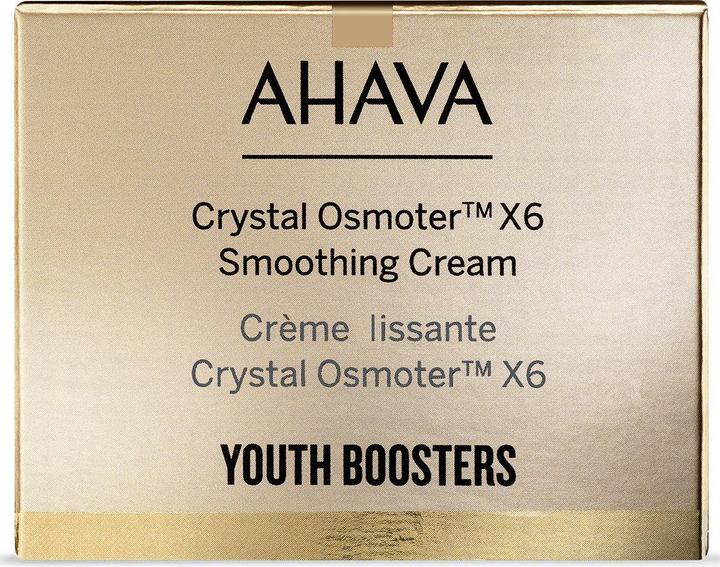 AHAVA
Crystal Osmoter™ X6
Smoothing Cream
Crème lissante
Crystal Osmoter™ X6
YOUTH BOOSTERS